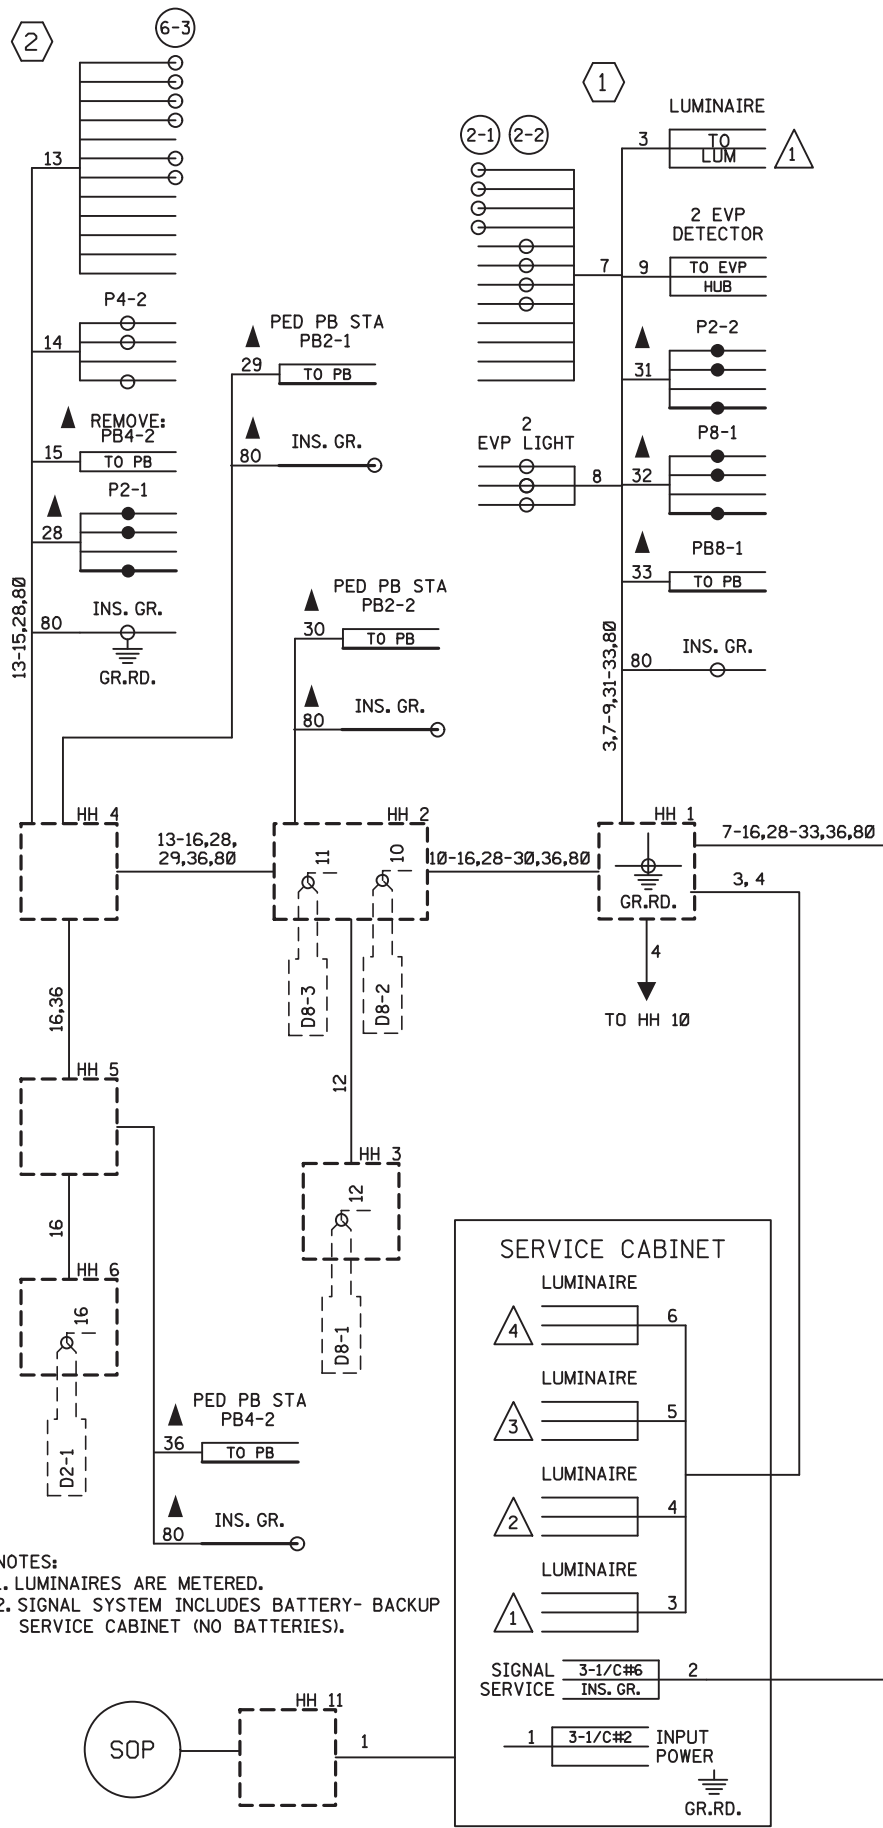 2
6-3
13
P4-2
14
REMOVE:
PB4-2
15
TO PB
P2-1
28
80
INS. GR.
GR.RD.
13-15,28,80
PED PB STA
PB2-1
29
TO PB
80
INS. GR.
PED PB STA
PB2-2
30
TO PB
80
INS. GR.
1
2-1
2-2
7
2
EVP LIGHT
8
LUMINAIRE
3
TO
LUM
1
2 EVP
DETECTOR
9
TO EVP
HUB
P2-2
31
P8-1
32
PB8-1
33
TO PB
80
INS. GR.
3,7-9,31-33,80
HH 4
13-16,28,
29,36,80
HH 2
11
10
D8-3
D8-2
10-16,28-30,36,80
HH 1
GR.RD.
7-16,28-33,36,80
3, 4
4
TO HH 10
16,36
HH 5
12
HH 3
12
D8-1
16
HH 6
16
D2-1
PED PB STA
PB4-2
36
TO PB
80
INS. GR.
NOTES:
1. LUMINAIRES ARE METERED.
2. SIGNAL SYSTEM INCLUDES BATTERY- BACKUP
SERVICE CABINET (NO BATTERIES).
SERVICE CABINET
LUMINAIRE
4
6
LUMINAIRE
3
5
LUMINAIRE
2
4
LUMINAIRE
1
3
SIGNAL
SERVICE
3-1/C#6
INS. GR.
2
1
3-1/C#2
INPUT
POWER
GR.RD.
SOP
HH 11
1